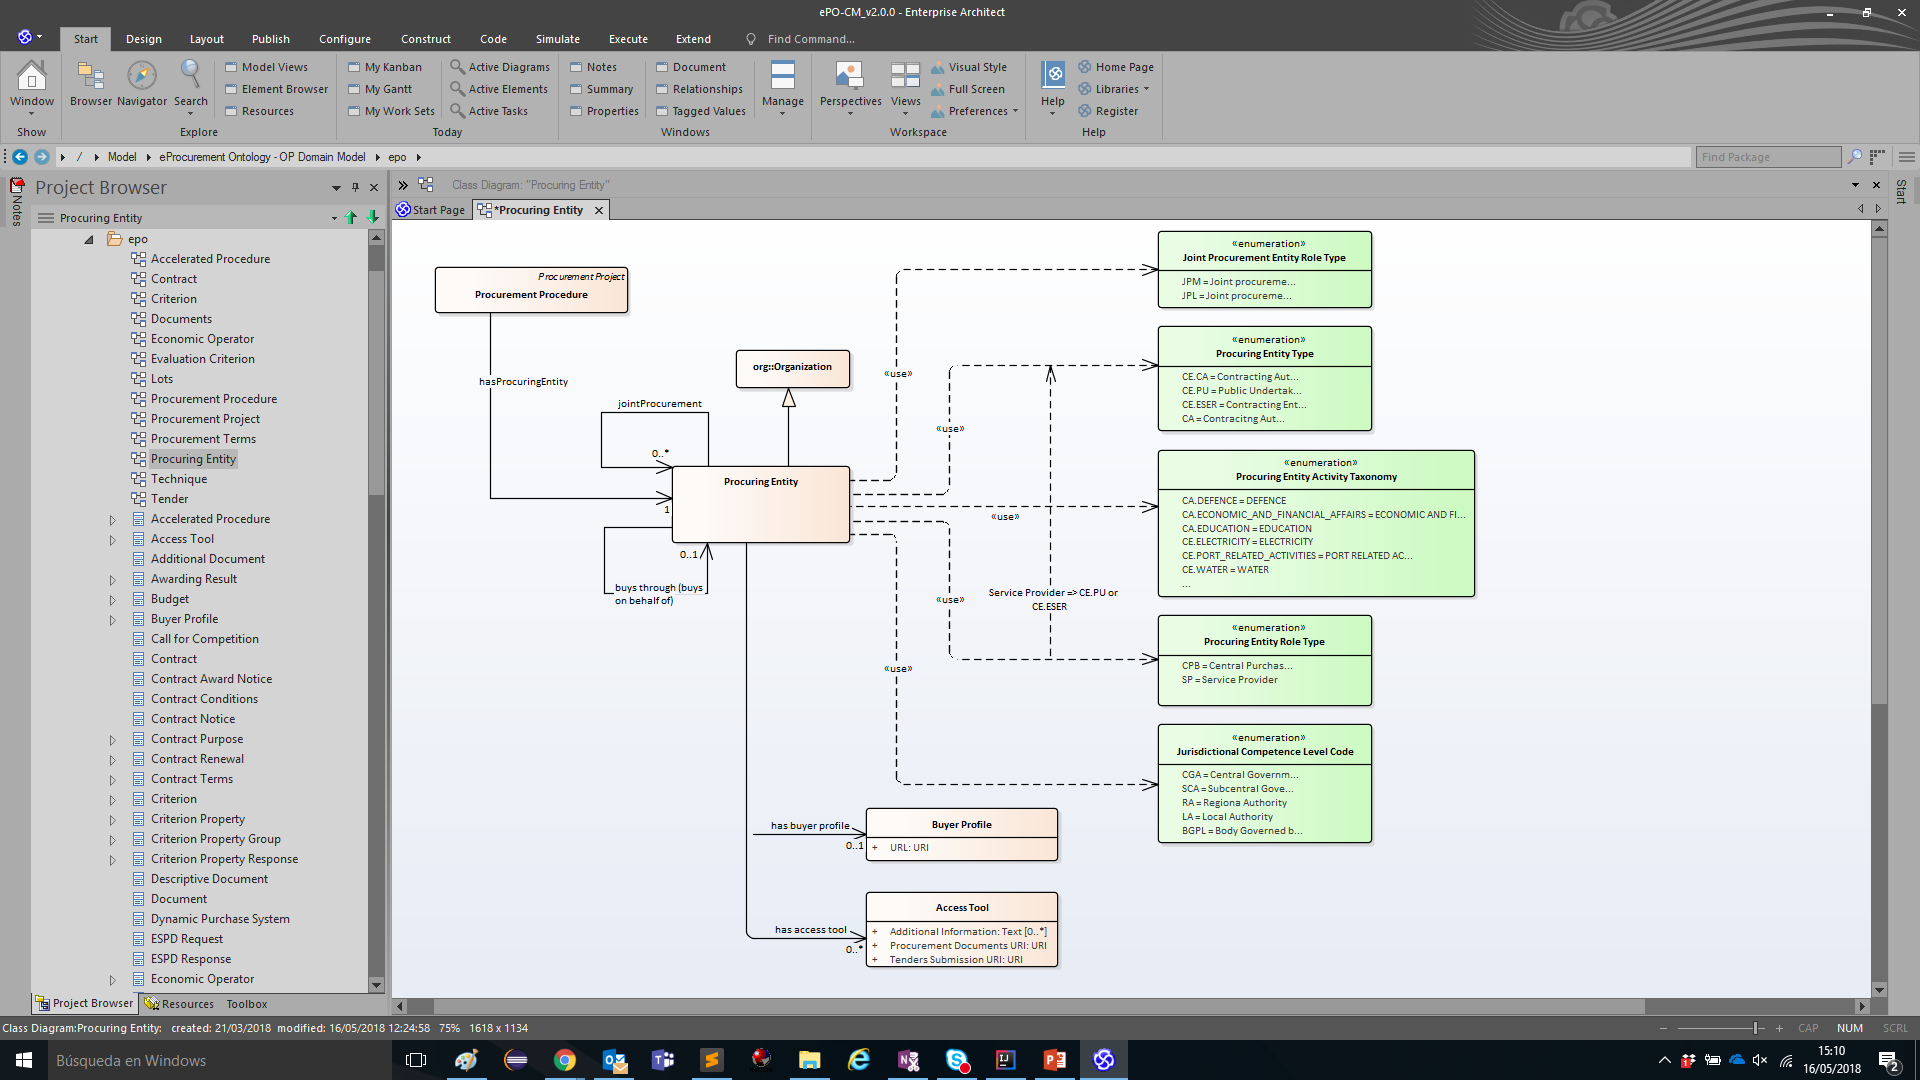 ePO-CM_v2.0.0 - Enterprise Architect
Start
Design
Layout
Publish
Configure
Construct
Code
Simulate
Execute
Extend
Find Command...
Window
Browser
Navigator
Search
Model Views
Element Browser
Resources
My Kanban
My Gantt
My Work Sets
Active Diagrams
Active Elements
Active Tasks
Notes
Summary
Properties
Document
Relationships
Tagged Values
Manage
Perspectives
Views
Visual Style
Full Screen
Preferences
Help
Home Page
Libraries
Register
Show
Explore
Today
Windows
Workspace
Help
/ Model eProcurement Ontology - OP Domain Model epo
Find Package
Notes
Project Browser
Procuring Entity
epo
Accelerated Procedure
Contract
Criterion
Documents
Economic Operator
Evaluation Criterion
Lots
Procurement Procedure
Procurement Project
Procurement Terms
Procuring Entity
Technique
Tender
Accelerated Procedure
Access Tool
Additional Document
Awarding Result
Budget
Buyer Profile
Call for Competition
Contract
Contract Award Notice
Contract Conditions
Contract Notice
Contract Purpose
Contract Renewal
Contract Terms
Criterion
Criterion Property
Criterion Property Group
Criterion Property Response
Descriptive Document
Document
Dynamic Purchase System
ESPD Request
ESPD Response
Economic Operator
Project Browser
Resources
Toolbox
Class Diagram: "Procuring Entity"
Start Page
*Procuring Entity
Start
Procurement Project
Procurement Procedure
hasProcuringEntity
1
org::Organization
jointProcurement
0..*
Procuring Entity
0..1
buys through (buys
on behalf of)
«use»
«use»
«use»
«use»
«use»
Service Provider => CE.PU or
CE.ESER
«enumeration»
Joint Procurement Entity Role Type
JPM = Joint procureme...
JPL = Joint procureme...
«enumeration»
Procuring Entity Type
CE.CA = Contracting Aut...
CE.PU = Public Undertak...
CE.ESER = Contracting Ent...
CA = Contracitng Aut...
«enumeration»
Procuring Entity Activity Taxonomy
CA.DEFENCE = DEFENCE
CA.ECONOMIC_AND_FINANCIAL_AFFAIRS = ECONOMIC AND FI...
CA.EDUCATION = EDUCATION
CE.ELECTRICITY = ELECTRICITY
CE.PORT_RELATED_ACTIVITIES = PORT RELATED AC...
CE.WATER = WATER
...
«enumeration»
Procuring Entity Role Type
CPB = Central Purchas...
SP = Service Provider
«enumeration»
Jurisdictional Competence Level Code
CGA = Central Governm...
SCA = Subcentral Gove...
RA = Regiona Authority
LA = Local Authority
BGPL = Body Governed b...
has buyer profile
0..1
Buyer Profile
+ URL: URI
has access tool
0..*
Access Tool
+ Additional Information: Text [0..*]
+ Procurement Documents URI: URI
+ Tenders Submission URI: URI
Class Diagram:Procuring Entity: created: 21/03/2018 modified: 16/05/2018 12:24:58 75% 1618 x 1134
CAP
NUM
SCRL
Búsqueda en Windows
15:10
16/05/2018
2